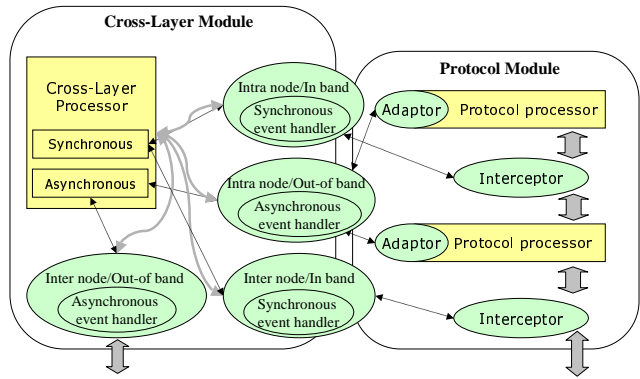 Cross-Layer Module
Cross-Layer
Processor
Synchronous
Asynchronous
Intra node/In band
Synchronous
event handler
Intra node/Out-of band
Asynchronous
event handler
Inter node/Out-of band
Asynchronous
event handler
Inter node/In band
Synchronous
event handler
Protocol Module
Adaptor
Protocol processor
Interceptor
Adaptor
Protocol processor
Interceptor